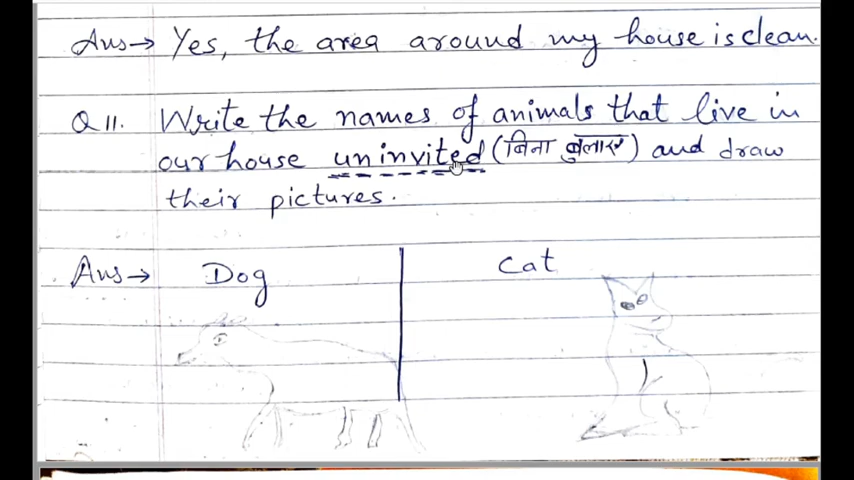 Ans→ Yes, the area around my house is clean.
Q 11. Write the names of animals that live in
our house uninvited (बिना बुलाए) and draw
their pictures.
Ans→ Dog cat